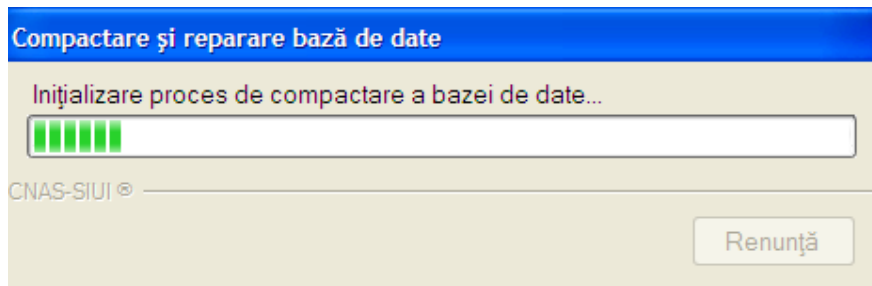 Compactare şi reparare bază de date
Iniţializare proces de compactare a bazei de date...
CNAS-SIUI ®
Renunţă